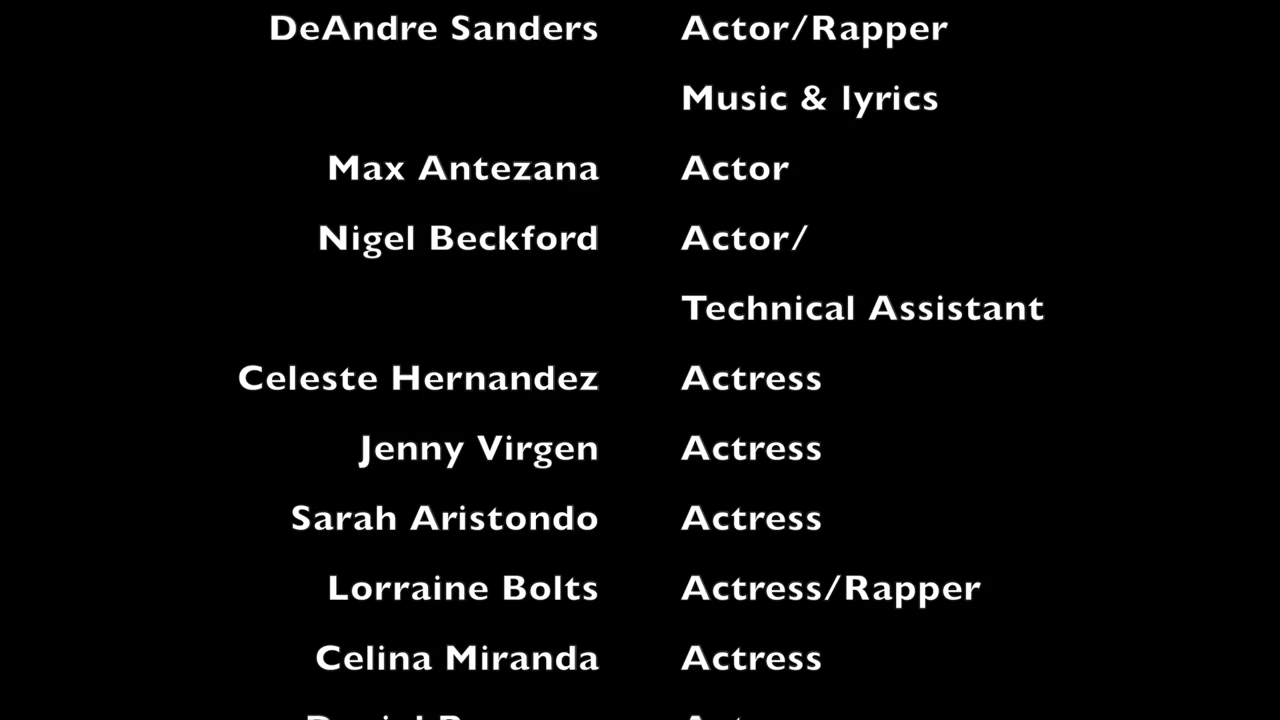 DeAndre Sanders Actor/Rapper
Music & lyrics
Max Antezana Actor
Nigel Beckford Actor/
Technical Assistant
Celeste Hernandez Actress
Jenny Virgen Actress
Sarah Aristondo Actress
Lorraine Bolts Actress/Rapper
Celina Miranda Actress